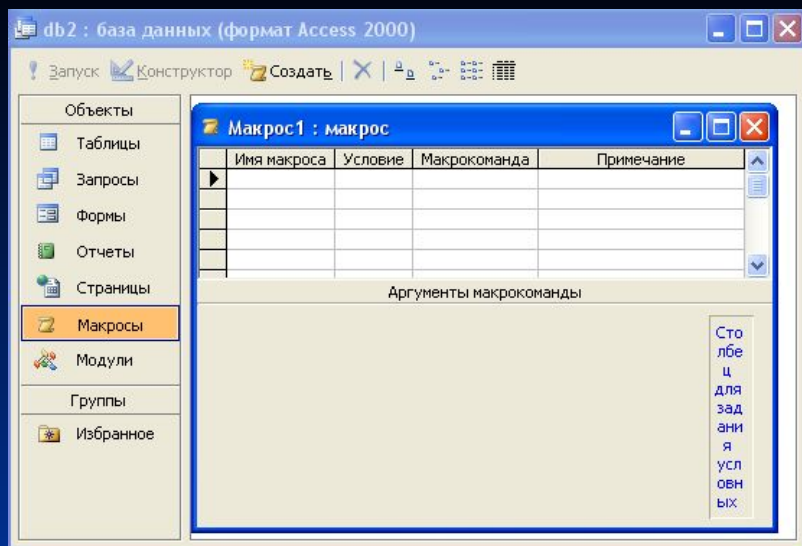 db2 : база данных (формат Access 2000)
Запуск Конструктор Создать
Объекты
Таблицы
Запросы
Формы
Отчеты
Страницы
Макросы
Модули
Группы
Избранное
Макрос1 : макрос
Имя макроса Условие Макрокоманда Примечание
Аргументы макрокоманды
Сто
лбе
ц
для
зад
ани
я
усл
овн
ых